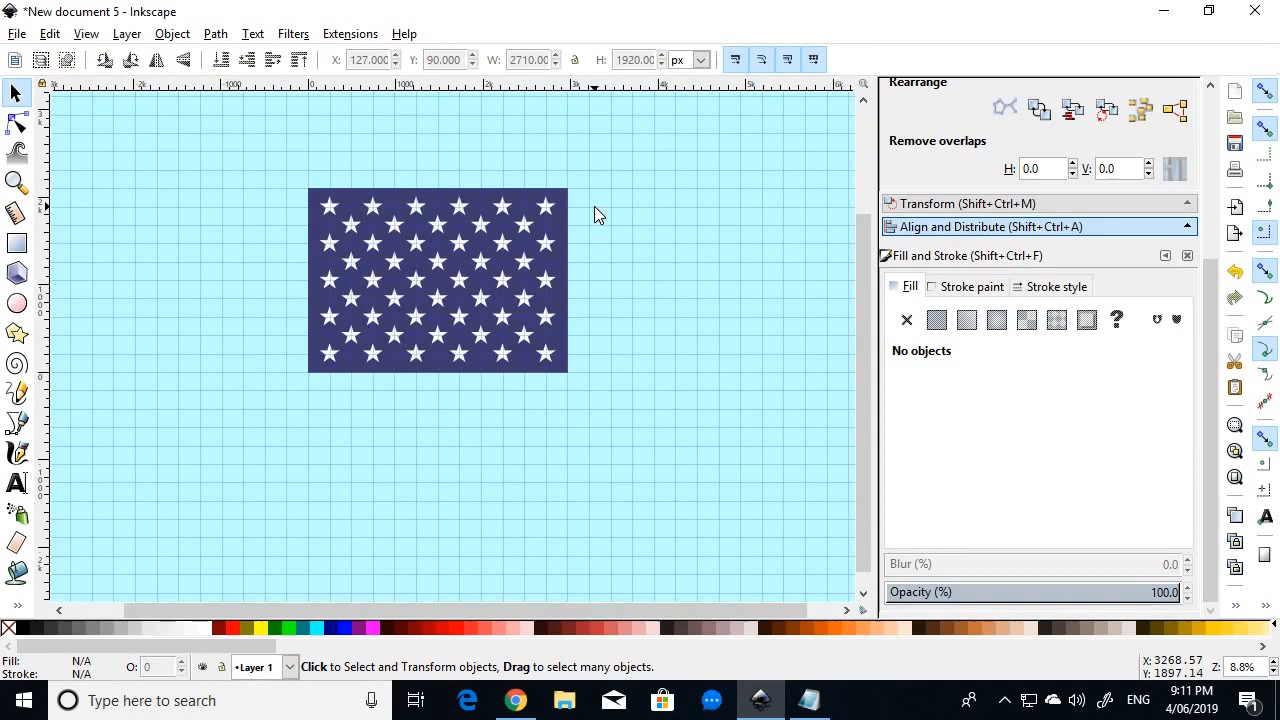 *New document 5 - Inkscape
File Edit View Layer Object Path Text Filters Extensions Help
X: 127.000 Y: 90.000 W: 2710.00 H: 1920.00 px
Rearrange
Remove overlaps
H: 0.0 V: 0.0
Transform (Shift+Ctrl+M)
Align and Distribute (Shift+Ctrl+A)
Fill and Stroke (Shift+Ctrl+F)
Fill Stroke paint Stroke style
No objects
Blur (%) 0.0
Opacity (%) 100.0
Fill: N/A O: 0 •Layer 1 Click to Select and Transform objects, Drag to select many objects. X: 3268.57 Z: 8.8%
Stroke: N/A Y: 1897.14
Type here to search ENG 9:11 PM
4/06/2019